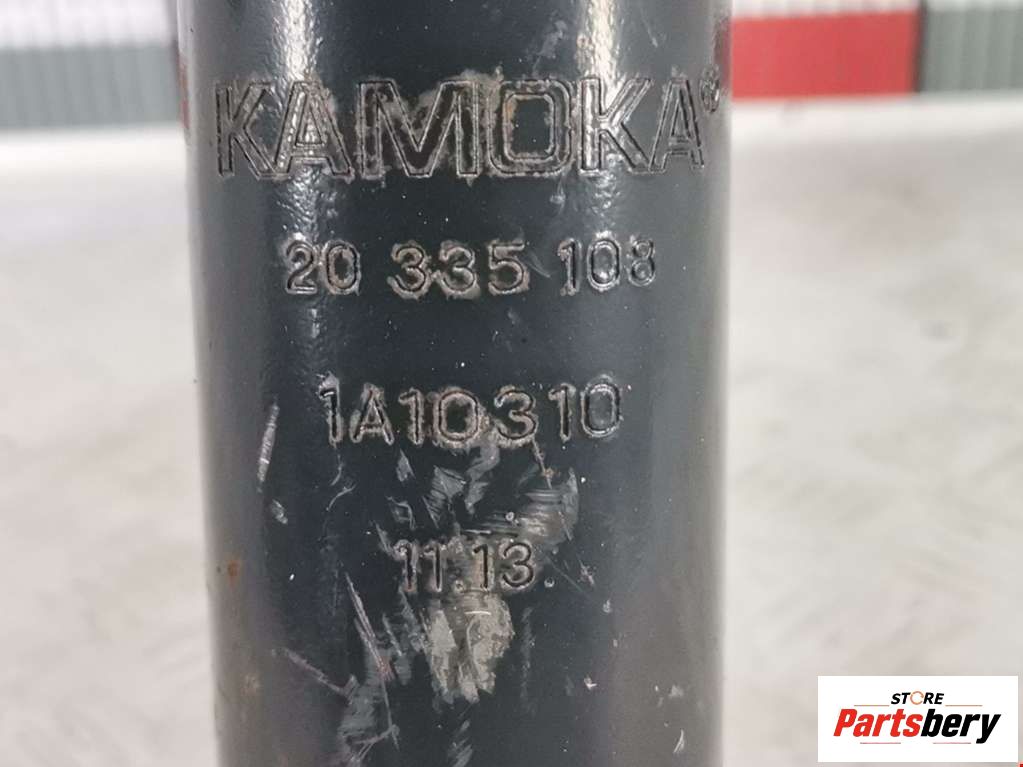 KAMOKA®
20 335 108
1A10310
11.13
STORE
Partsbery